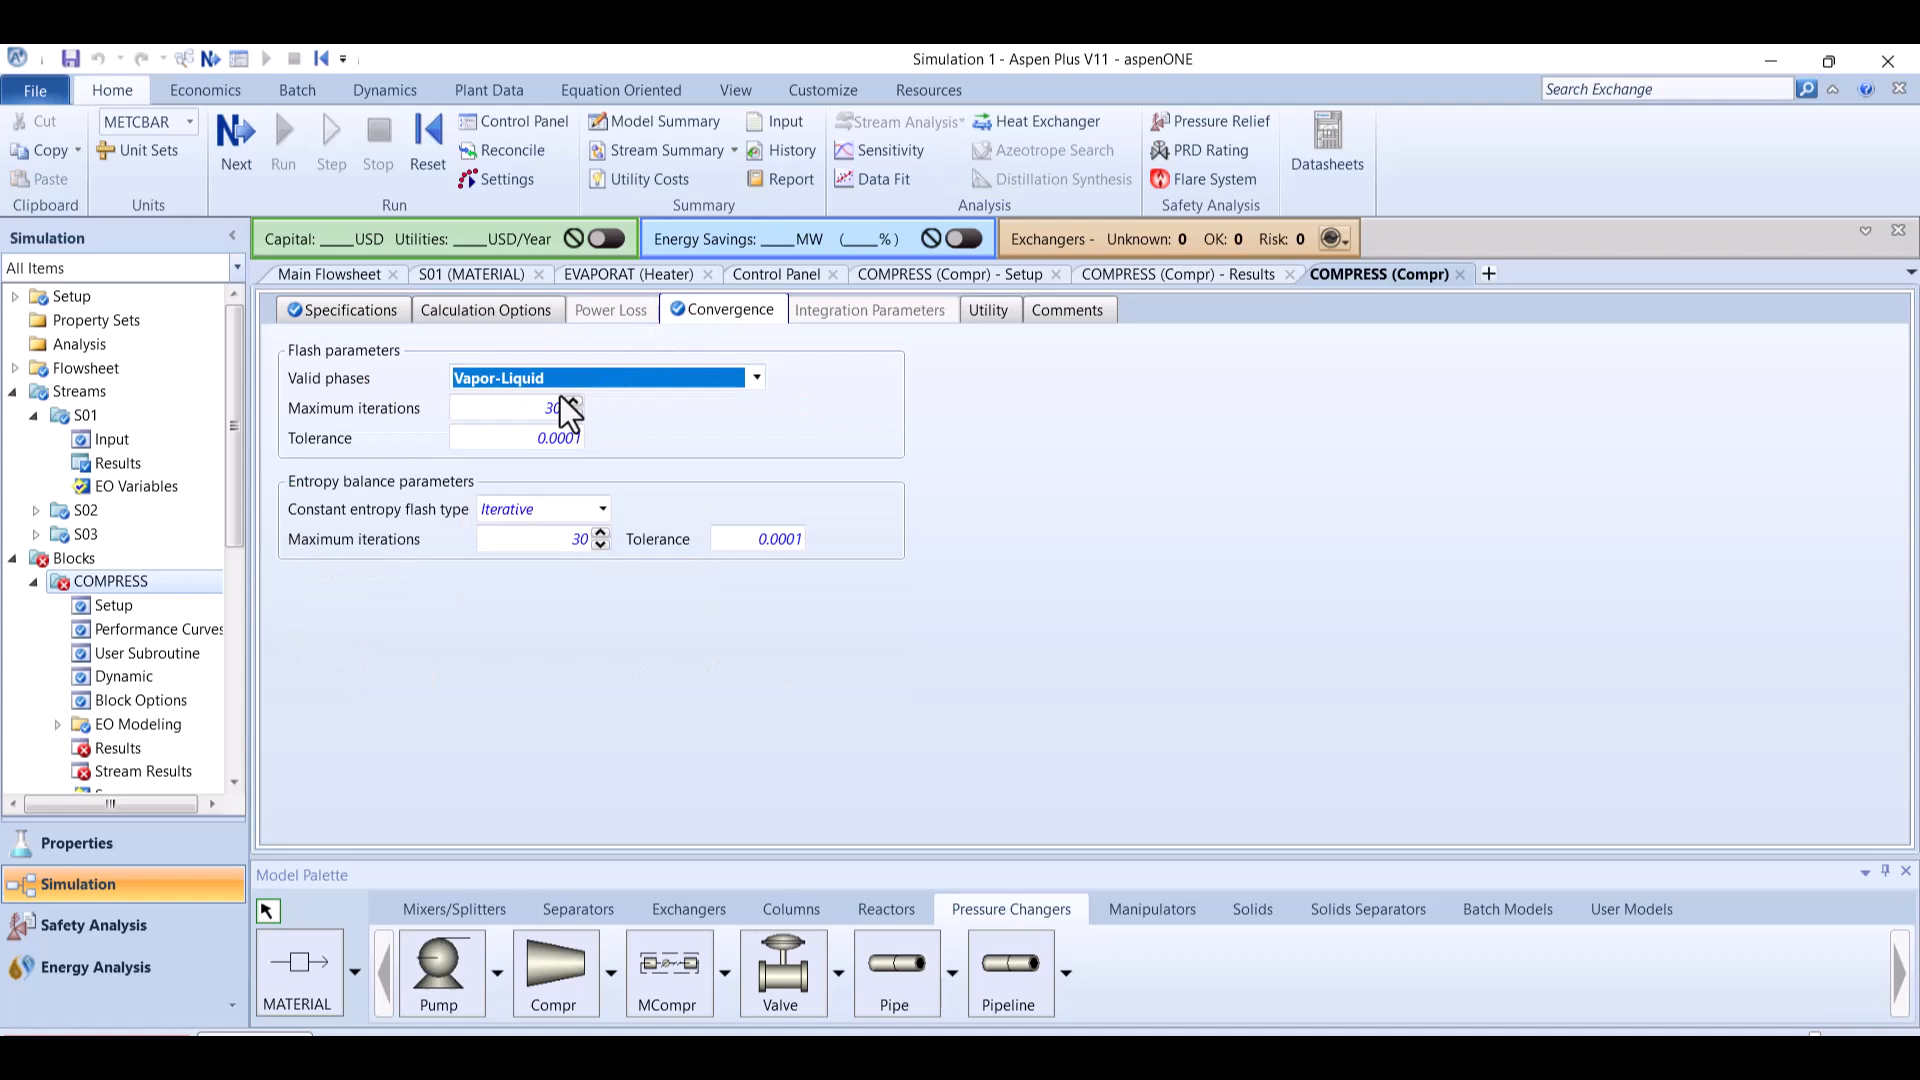 Simulation 1 - Aspen Plus V11 - aspenONE
File Home Economics Batch Dynamics Plant Data Equation Oriented View Customize Resources Search Exchange
Cut METCBAR Control Panel Model Summary Input Stream Analysis Heat Exchanger Pressure Relief
Copy Unit Sets Next Run Step Stop Reset Reconcile Stream Summary History Sensitivity Azeotrope Search PRD Rating Datasheets
Paste Settings Utility Costs Report Data Fit Distillation Synthesis Flare System
Clipboard Units Run Summary Analysis Safety Analysis
Simulation Capital: ____USD Utilities: ____USD/Year Energy Savings: ____MW (____%) Exchangers - Unknown: 0 OK: 0 Risk: 0
All Items Main Flowsheet S01 (MATERIAL) EVAPORAT (Heater) Control Panel COMPRESS (Compr) - Setup COMPRESS (Compr) - Results COMPRESS (Compr) +
Setup
Property Sets
Analysis
Flowsheet
Streams
S01
Input
Results
EO Variables
S02
S03
Blocks
COMPRESS
Setup
Performance Curves
User Subroutine
Dynamic
Block Options
EO Modeling
Results
Stream Results
Properties
Simulation
Safety Analysis
Energy Analysis
Specifications Calculation Options Power Loss Convergence Integration Parameters Utility Comments
Flash parameters
Valid phases Vapor-Liquid
Maximum iterations 30
Tolerance 0.0001
Entropy balance parameters
Constant entropy flash type Iterative
Maximum iterations 30 Tolerance 0.0001
Model Palette
Mixers/Splitters Separators Exchangers Columns Reactors Pressure Changers Manipulators Solids Solids Separators Batch Models User Models
MATERIAL Pump Compr MCompr Valve Pipe Pipeline